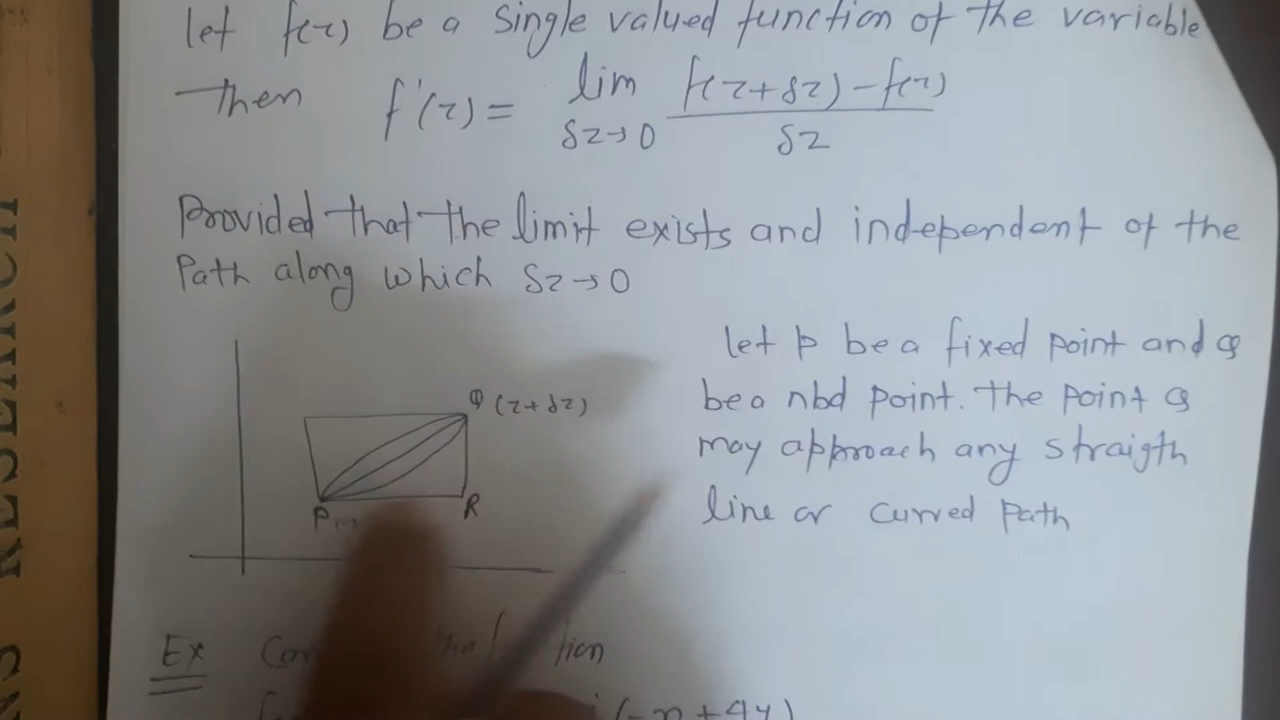 let f(z) be a single valued function of the variable
then f'(z) = lim δz→0 f(z+δz)-f(z) / δz
Provided that the limit exists and independent of the
Path along which δz→0
let P be a fixed point and Q
be a nbd point. The point Q
may approach any straigth
line or curved path
Q (z+δz)
P
R
Ex
i(-x+4y)
RESEARCH